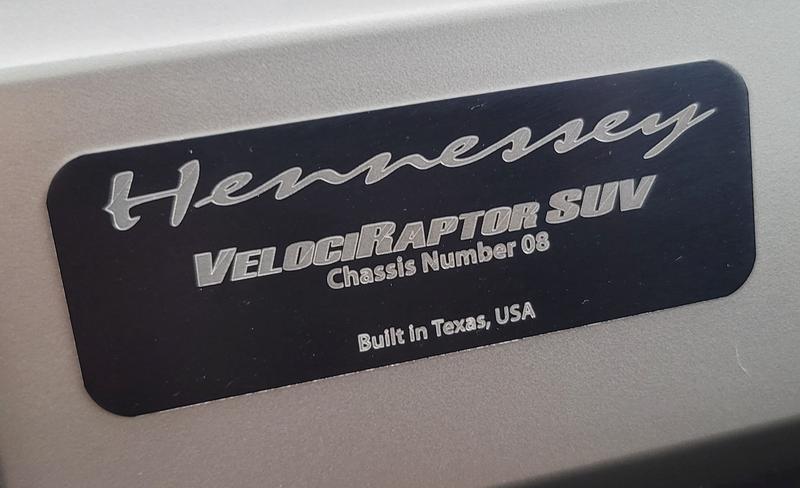 Hennessey
VELOCIRAPTOR SUV
Chassis Number 08
Built in Texas, USA